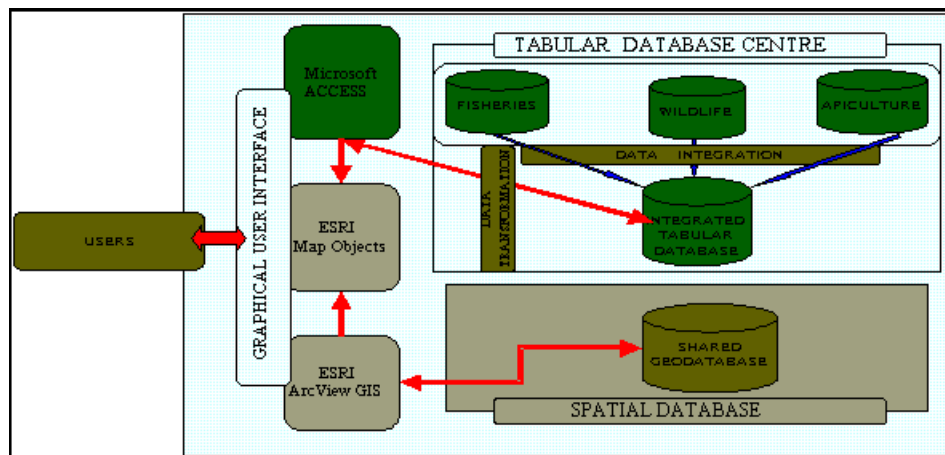 TABULAR DATABASE CENTRE
Microsoft
ACCESS
FISHERIES
WILDLIFE
APICULTURE
DATA INTEGRATION
DATA
TRANSFORMATION
INTEGRATED
TABULAR
DATABASE
GRAPHICAL USER INTERFACE
ESRI
Map Objects
USERS
ESRI
ArcView GIS
SHARED
GEODATABASE
SPATIAL DATABASE